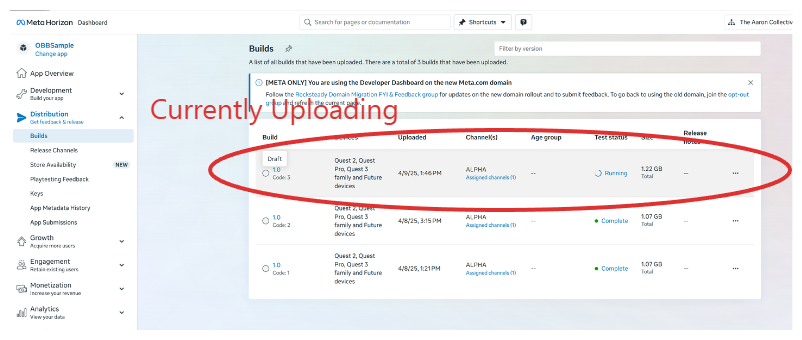 Meta Horizon Dashboard
Search for pages or documentation
Shortcuts
The Aaron Collectiv
OBBSample
Change app
App Overview
Development
Build your app
Distribution
Get feedback & release
Builds
Release Channels
Store Availability NEW
Playtesting Feedback
Keys
App Metadata History
App Submissions
Growth
Acquire more users
Engagement
Retain existing users
Monetization
Increase your revenue
Analytics
View your data
Builds
Filter by version
A list of all builds that have been uploaded. There are a total of 3 builds that have been uploaded.
[META ONLY] You are using the Developer Dashboard on the new Meta.com domain
Follow the Rocksteady Domain Migration FYI & Feedback group for updates on the new domain rollout and to submit feedback. To go back to using the old domain, join the opt-
out group and refresh the current page.
Currently Uploading
Build Devices Uploaded Channel(s) Age group Test status Size Release
notes
Draft
1.0
Code: 3
Quest 2, Quest
Pro, Quest 3
family and Future
devices
4/9/25, 1:46PM
ALPHA
Assigned channels (1)
--
Running
1.22 GB
Total
--
1.0
Code: 2
Quest 2, Quest
Pro, Quest 3
family and Future
devices
4/8/25, 3:15 PM
ALPHA
Assigned channels (1)
--
Complete
1.07 GB
Total
--
1.0
Code: 1
Quest 2, Quest
Pro, Quest 3
family and Future
devices
4/8/25, 1:21 PM
ALPHA
Assigned channels (1)
--
Complete
1.07 GB
Total
--